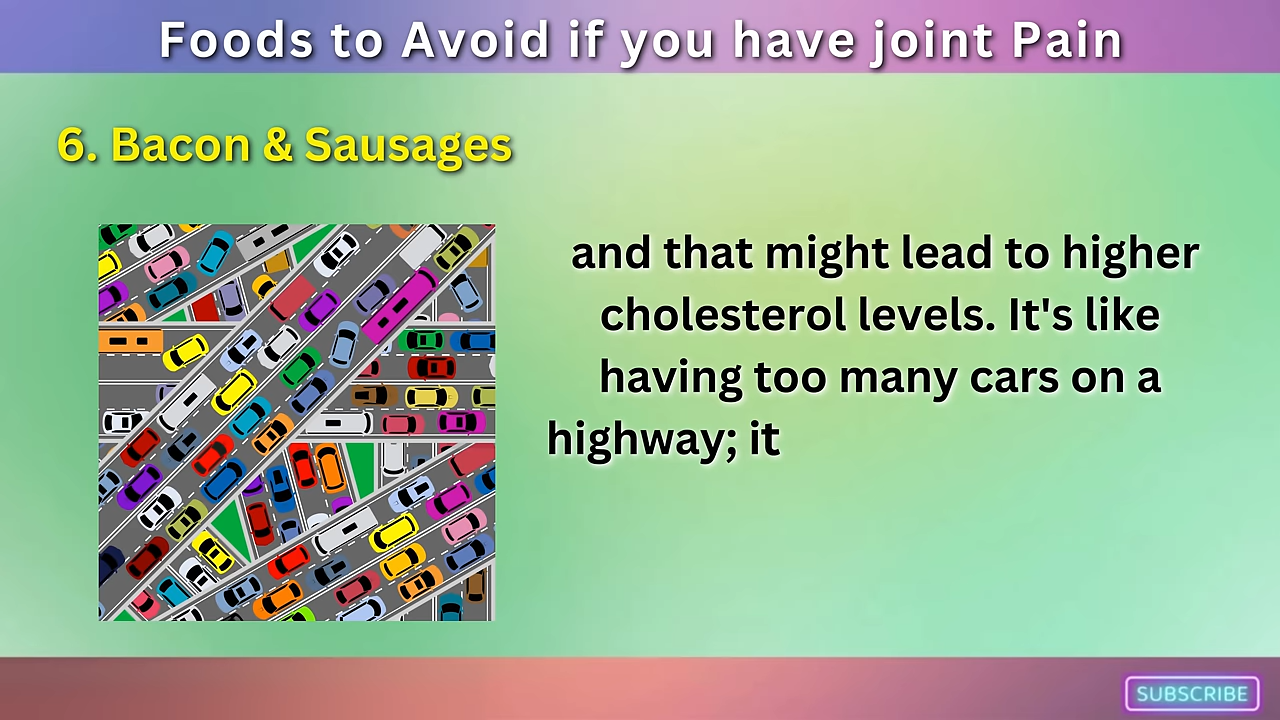 Foods to Avoid if you have joint Pain
6. Bacon & Sausages
and that might lead to higher
cholesterol levels. It's like
having too many cars on a
highway; it
SUBSCRIBE